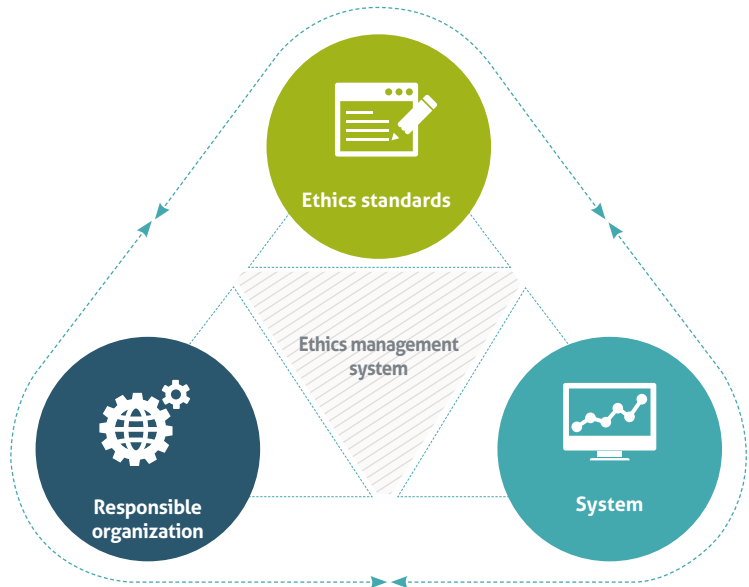 Ethics standards
Ethics management
system
Responsible
organization
System